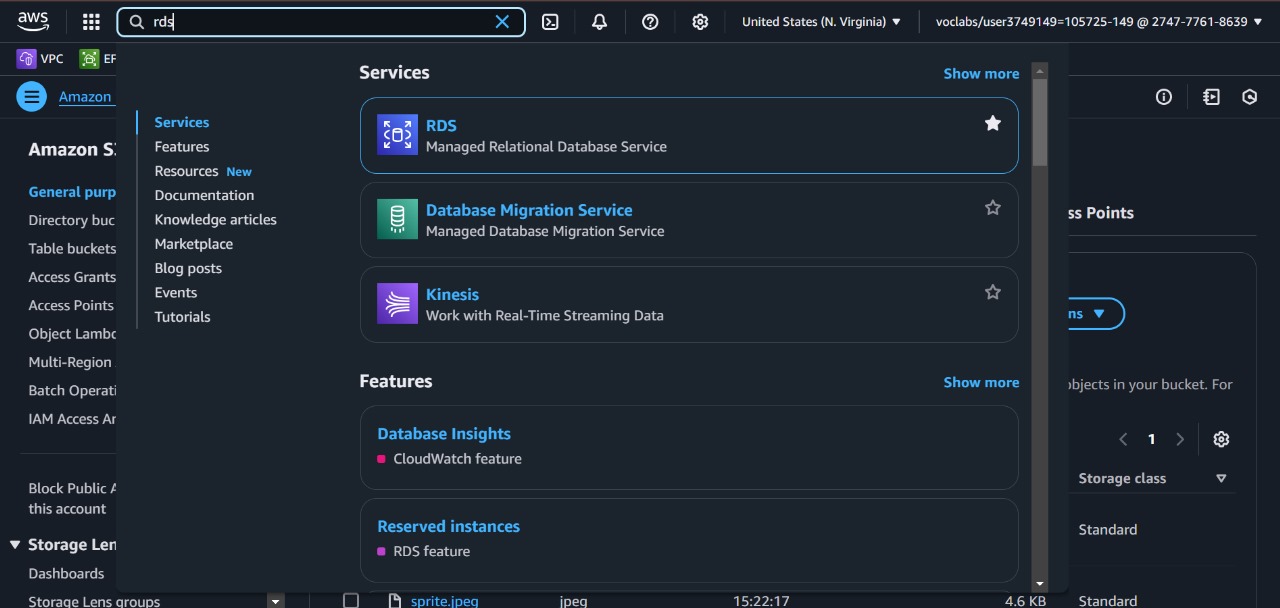 aws
rds
United States (N. Virginia)
voclabs/user3749149=105725-149 @ 2747-7761-8639
VPC
EF
Amazon
Amazon S3
General purp
Directory buc
Table buckets
Access Grants
Access Points
Object Lambd
Multi-Region
Batch Operati
IAM Access An
Block Public A
this account
Storage Len
Dashboards
Storage Lens groups
Services
Features
Resources New
Documentation
Knowledge articles
Marketplace
Blog posts
Events
Tutorials
Services
Show more
RDS
Managed Relational Database Service
Database Migration Service
Managed Database Migration Service
Kinesis
Work with Real-Time Streaming Data
Features
Show more
Database Insights
CloudWatch feature
Reserved instances
RDS feature
ss Points
ns
objects in your bucket. For
1
Storage class
Standard
sprite.jpeg
jpeg
15:22:17
4.6 KB
Standard